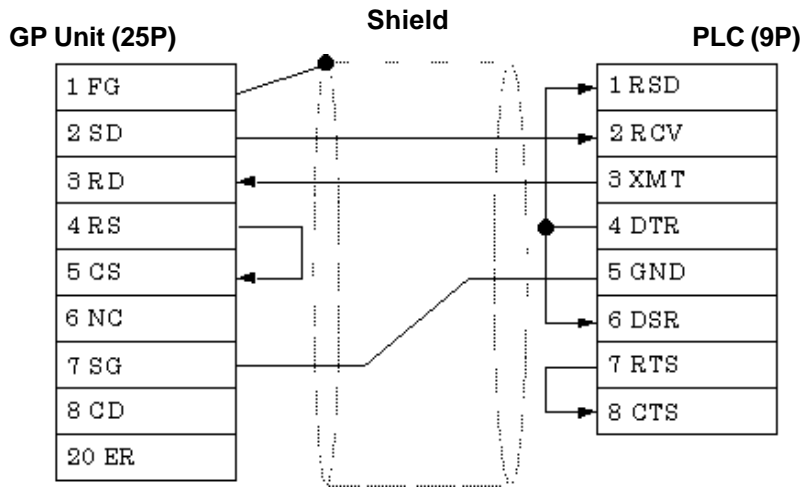 Shield
GP Unit (25P)
PLC (9P)
1 FG
2 SD
3 RD
4 RS
5 CS
6 NC
7 SG
8 CD
20 ER
1 RSD
2 RCV
3 XMT
4 DTR
5 GND
6 DSR
7 RTS
8 CTS